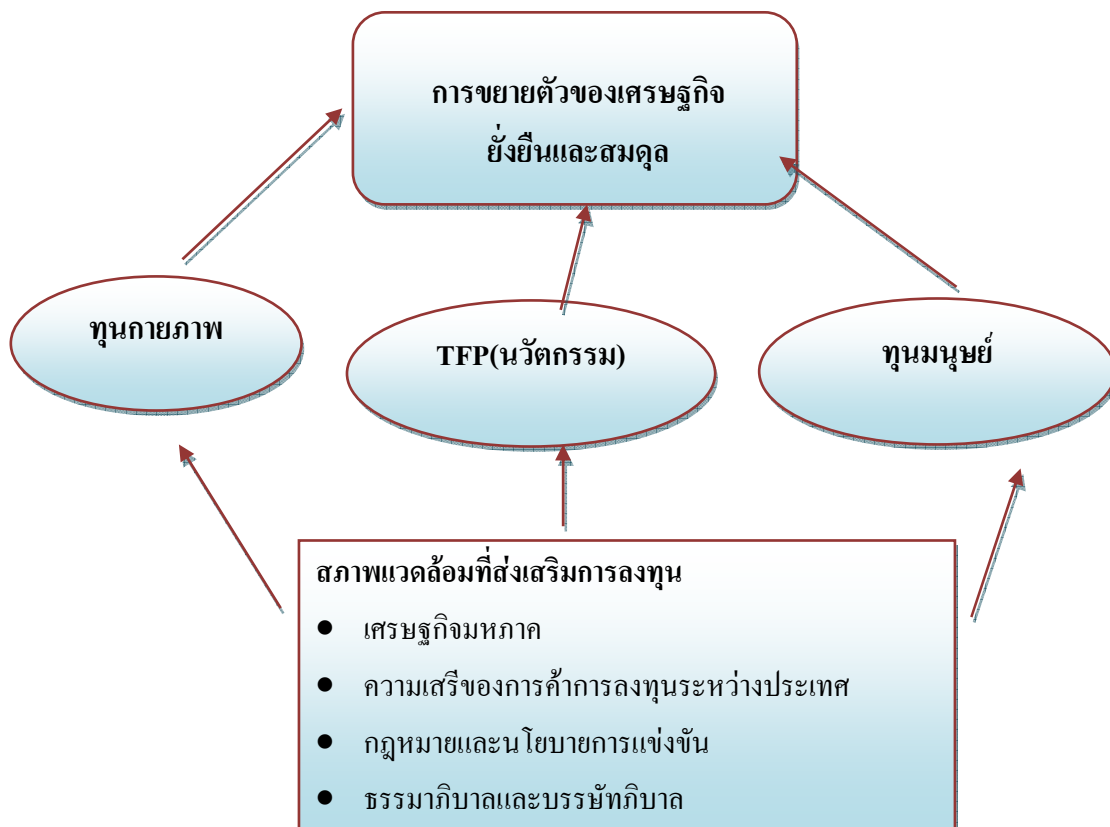 การขยายตัวของเศรษฐกิจ
ยั่งยืนและสมดุล
ทุนกายภาพ
TFP(นวัตกรรม)
ทุนมนุษย์
สภาพแวดล้อมที่ส่งเสริมการลงทุน
● เศรษฐกิจมหภาค
● ความเสรีของการค้าการลงทุนระหว่างประเทศ
● กฎหมายและนโยบายการแข่งขัน
● ธรรมาภิบาลและบรรษัทภิบาล